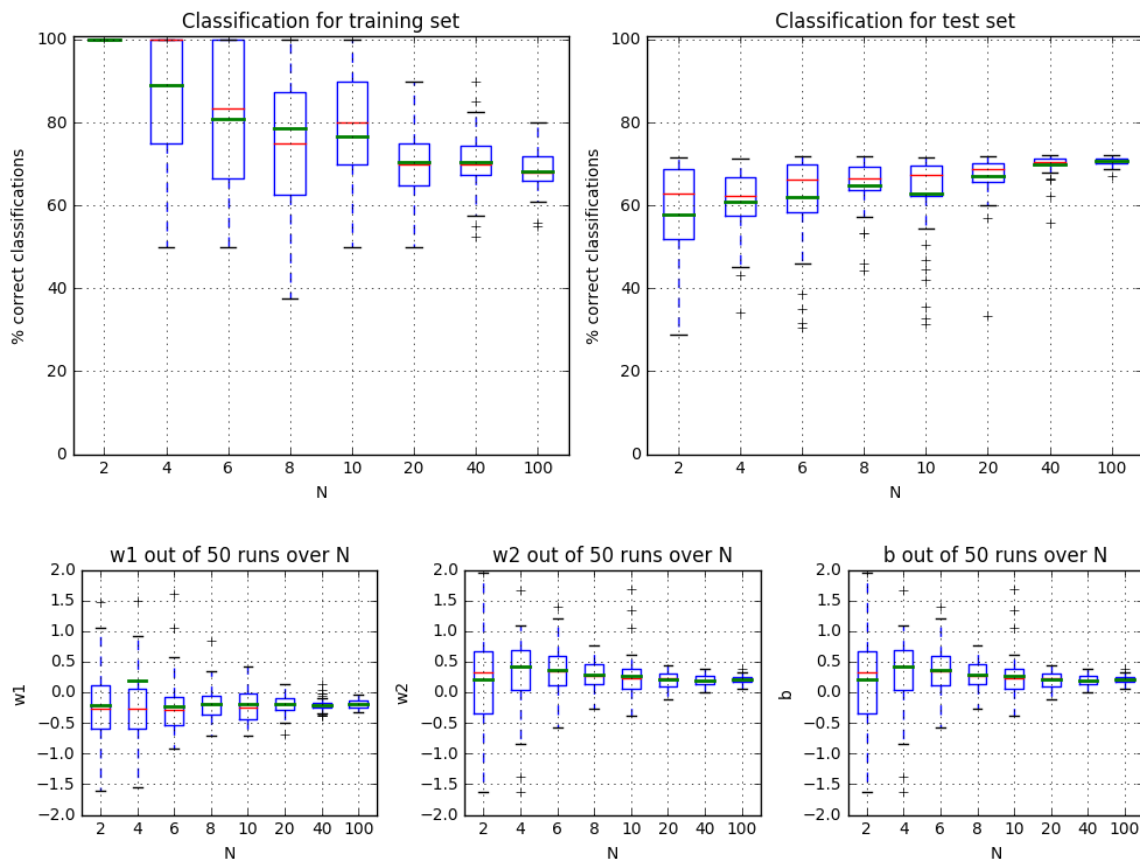 Classification for training set
100
80
60
40
20
0
% correct classifications
2 4 6 8 10 20 40 100
N
Classification for test set
100
80
60
40
20
0
% correct classifications
2 4 6 8 10 20 40 100
N
w1 out of 50 runs over N
2.0
1.5
1.0
0.5
0.0
−0.5
−1.0
−1.5
−2.0
w1
2 4 6 8 10 20 40 100
N
w2 out of 50 runs over N
2.0
1.5
1.0
0.5
0.0
−0.5
−1.0
−1.5
−2.0
w2
2 4 6 8 10 20 40 100
N
b out of 50 runs over N
2.0
1.5
1.0
0.5
0.0
−0.5
−1.0
−1.5
−2.0
b
2 4 6 8 10 20 40 100
N